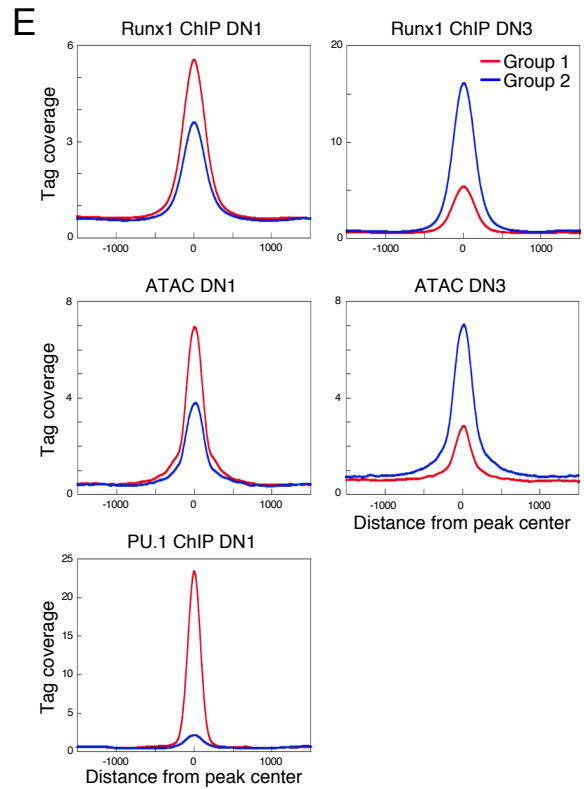 E
Runx1 ChIP DN1
Runx1 ChIP DN3
6
3
0
Tag coverage
-1000 0 1000
20
10
0
Group 1
Group 2
-1000 0 1000
ATAC DN1
ATAC DN3
8
4
0
Tag coverage
-1000 0 1000
8
4
0
-1000 0 1000
Distance from peak center
PU.1 ChIP DN1
25
20
15
10
5
0
Tag coverage
-1000 0 1000
Distance from peak center